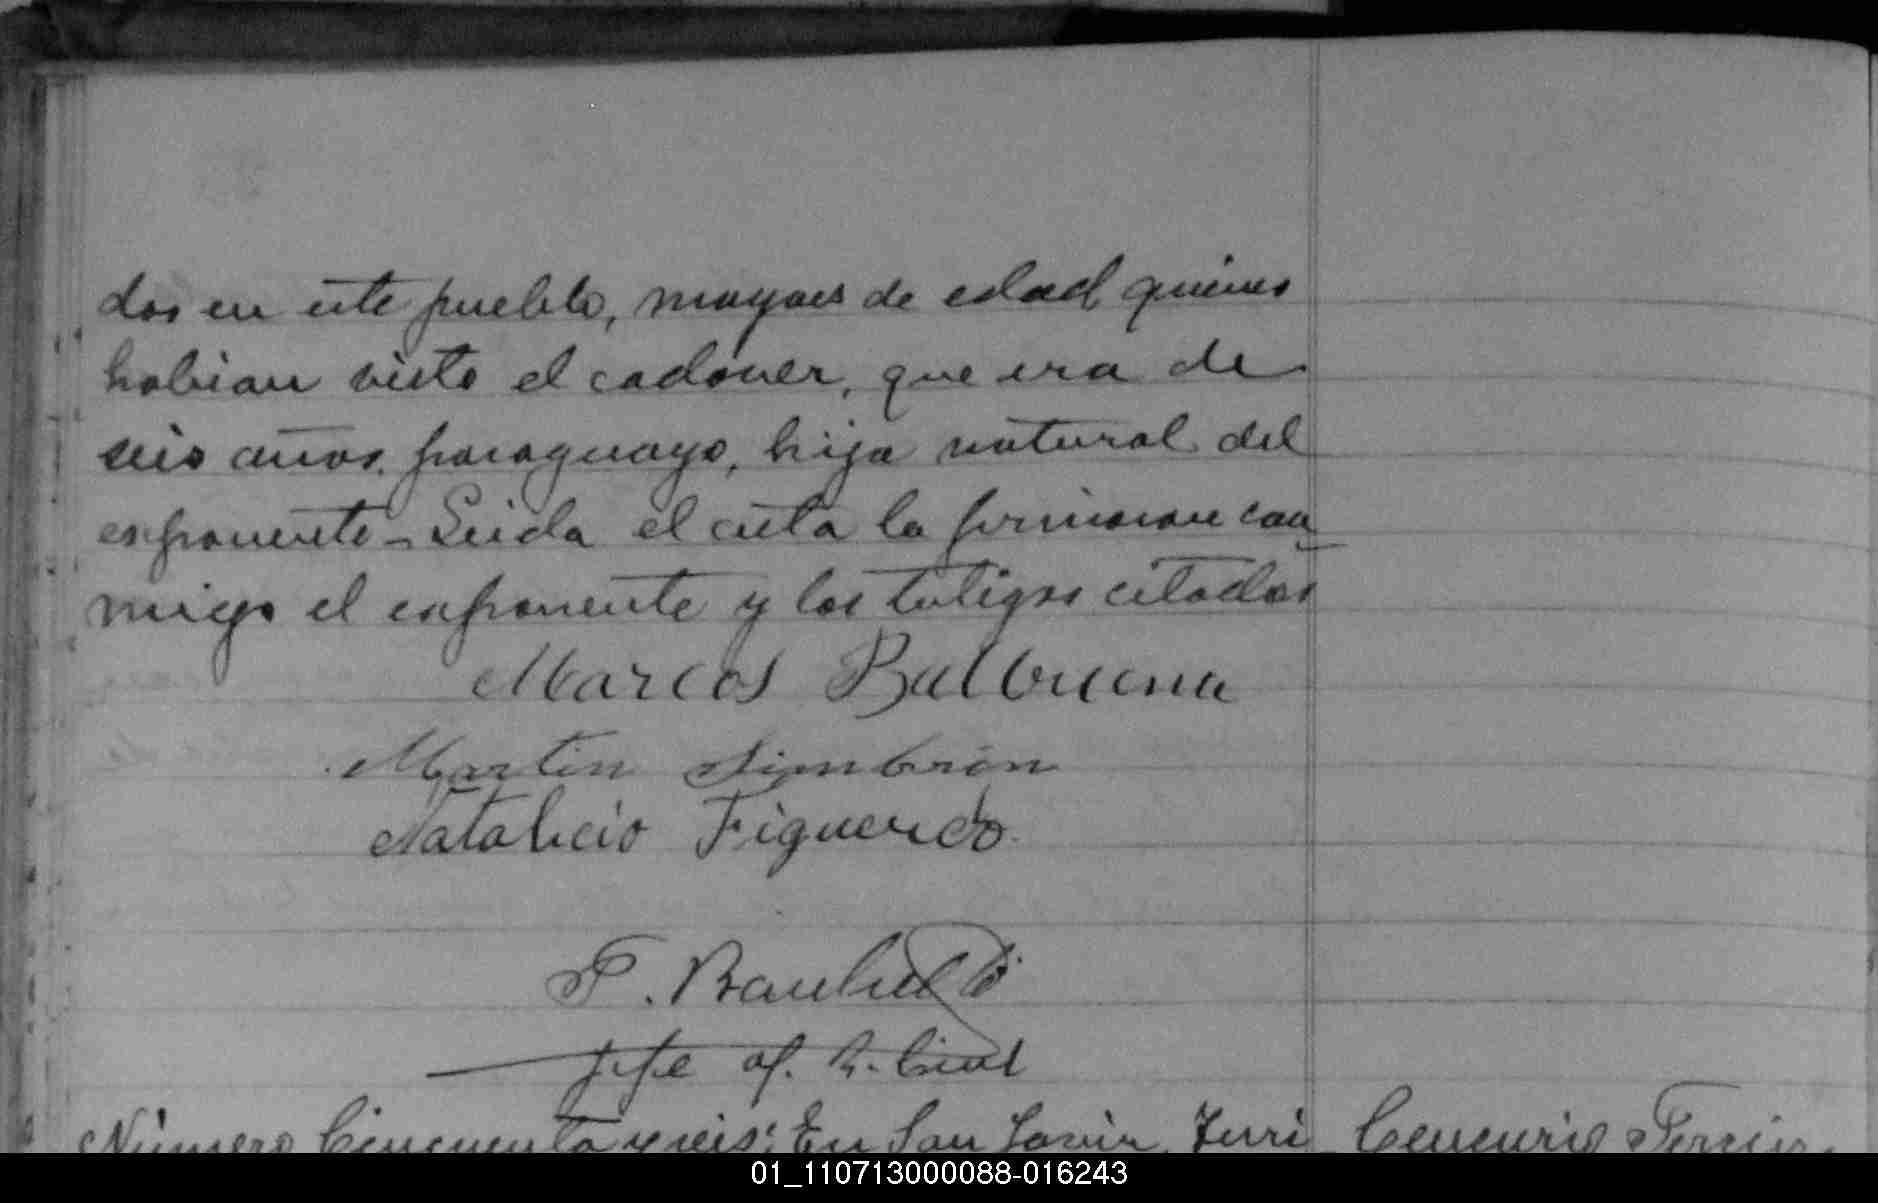 dos en este pueblo, mayores de edad quienes
habian visto el cadaver, que era de
seis años, paraguayo, hija natural del
exponente - Leida el acta la firmaron con
migo el exponente y los testigos citados
Marcos Balbuena
Martin Simbron
Natalicio Figueredo
P.
Jefe of. R. Civil
Número Cincuenta y seis: En San Javier, Terri
01_110713000088-016243